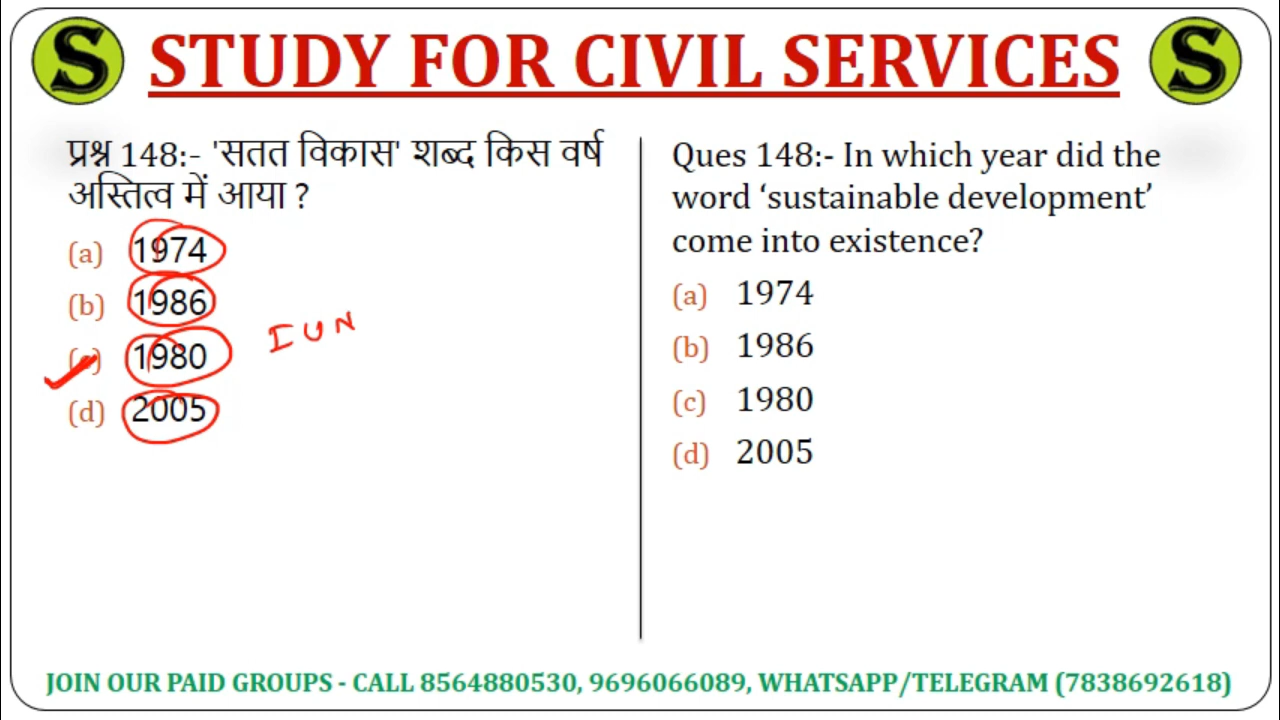 S STUDY FOR CIVIL SERVICES S
प्रश्न 148:- 'सतत विकास' शब्द किस वर्ष
अस्तित्व में आया ?
(a) 1974
(b) 1986
(c) 1980
(d) 2005
I U N
Ques 148:- In which year did the
word ‘sustainable development’
come into existence?
(a) 1974
(b) 1986
(c) 1980
(d) 2005
JOIN OUR PAID GROUPS - CALL 8564880530, 9696066089, WHATSAPP/TELEGRAM (7838692618)